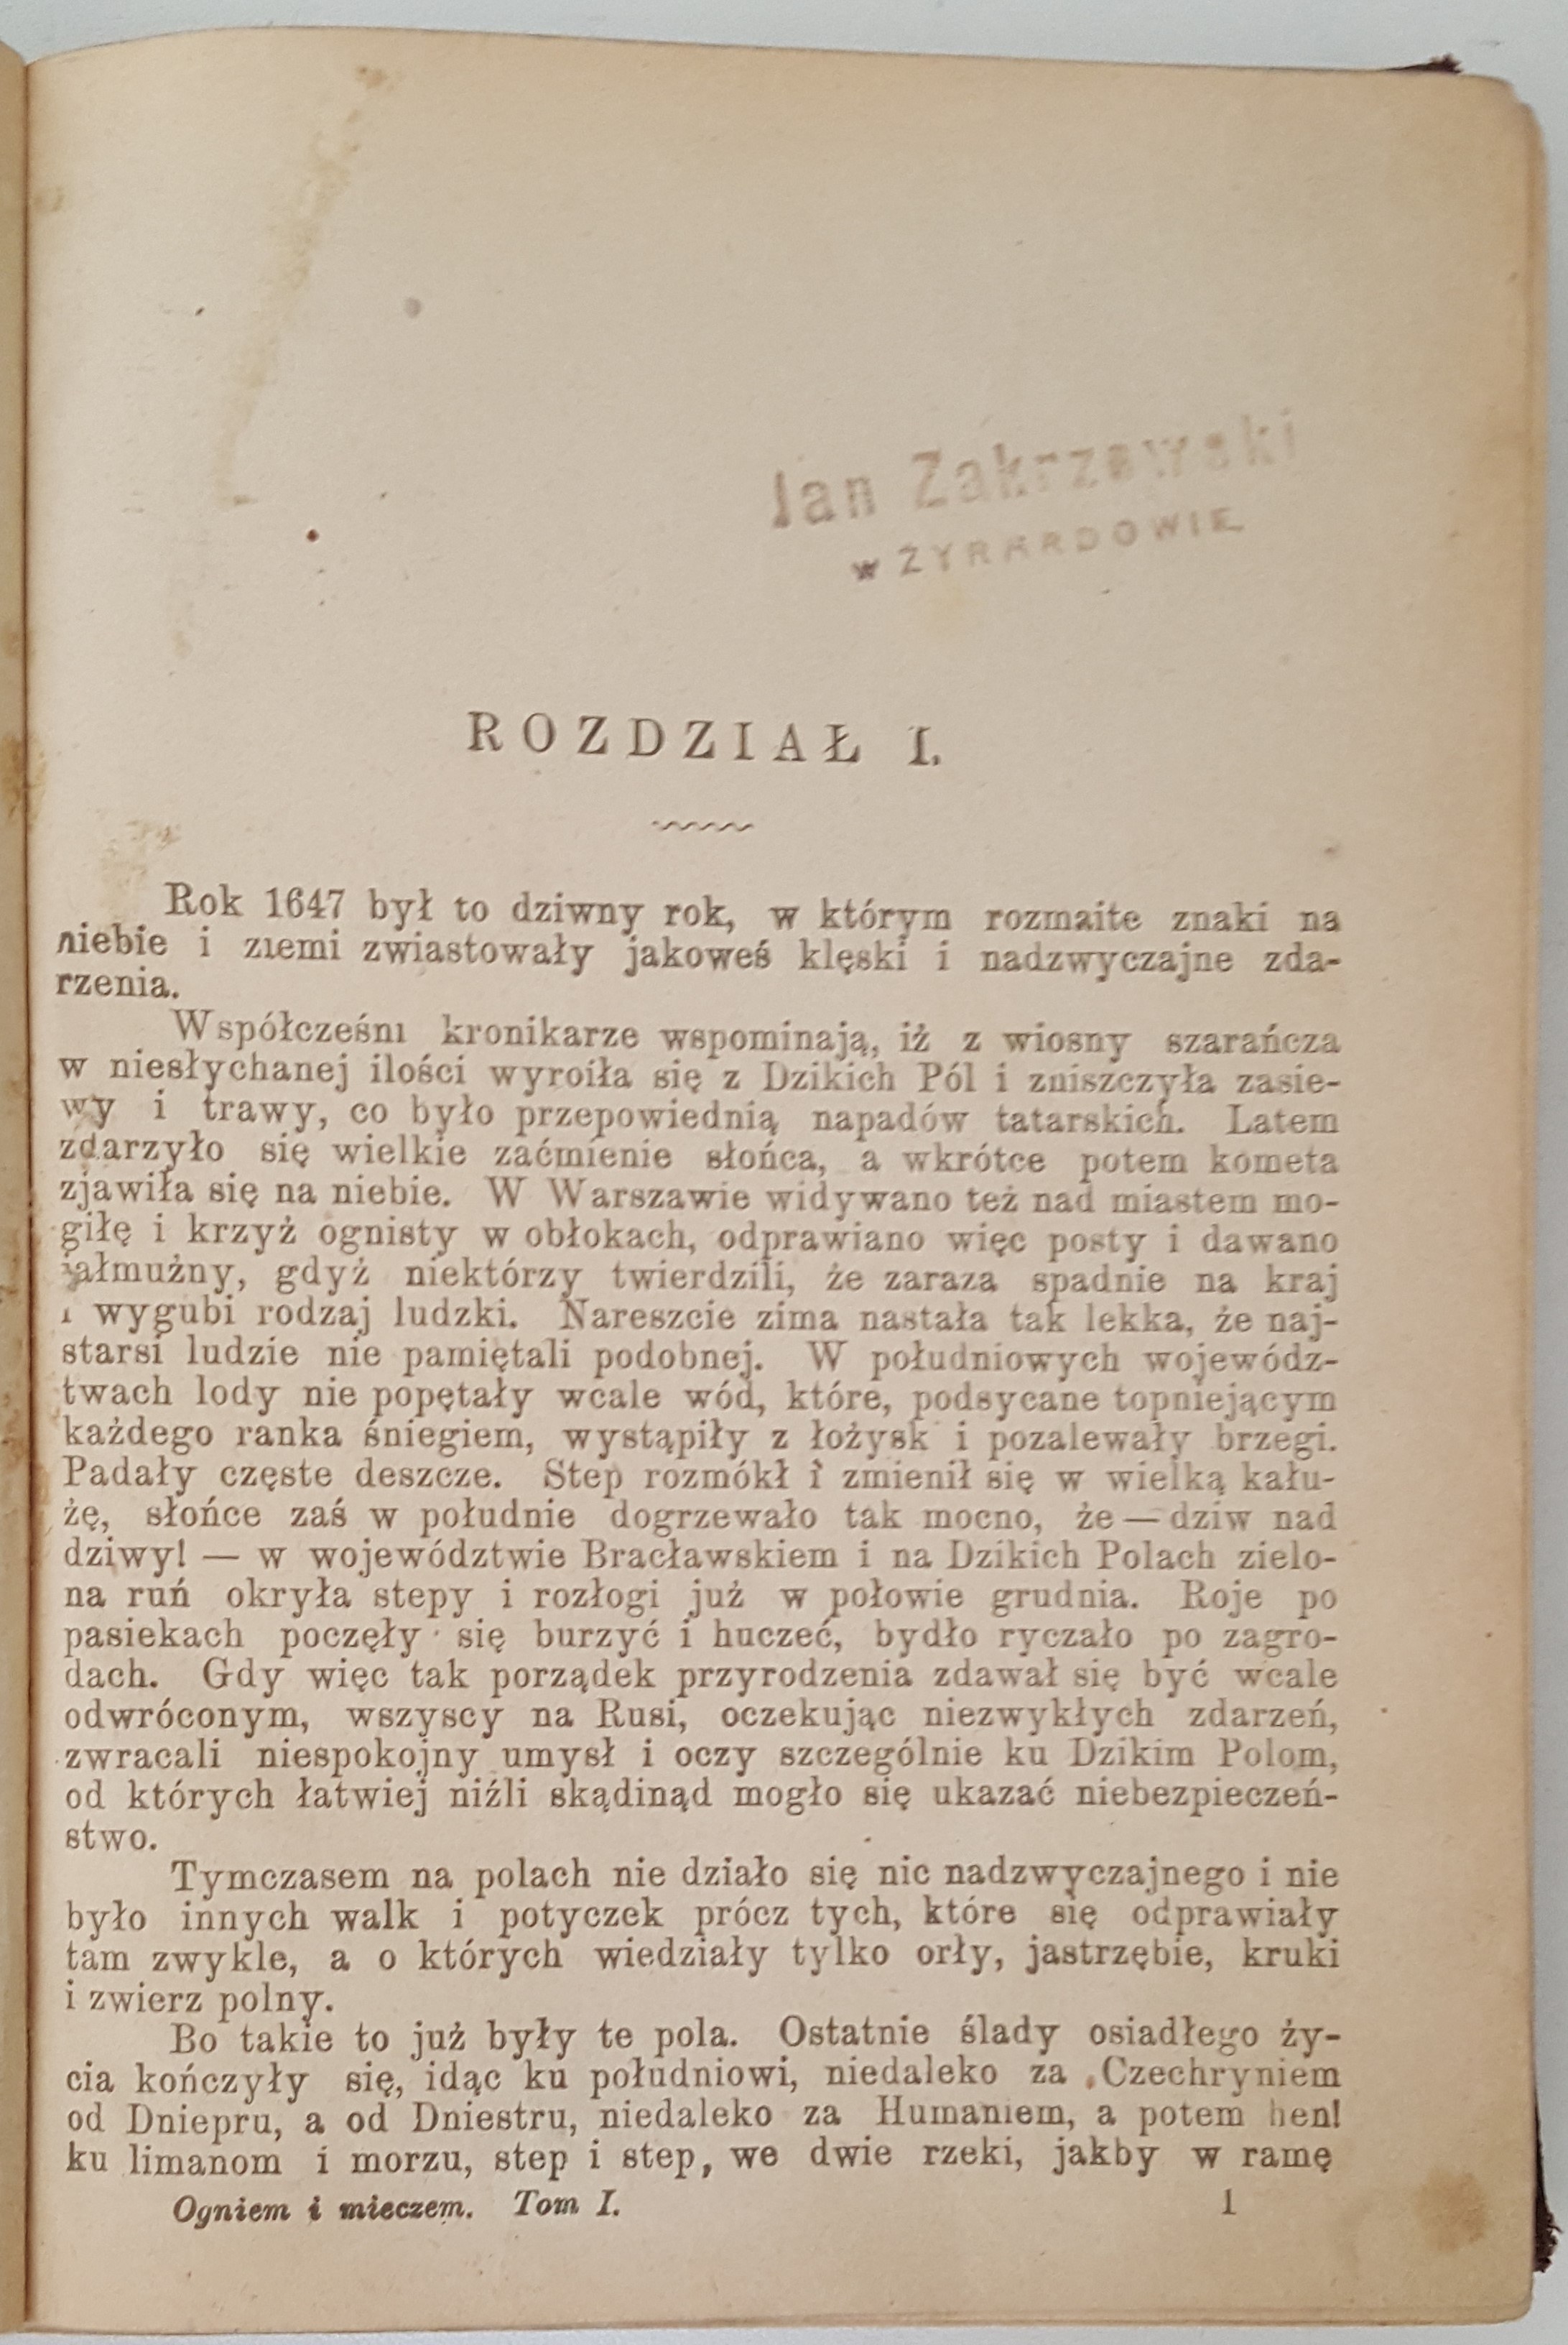 Jan Zakrzewski
w ŻYRARDOWIE
ROZDZIAŁ I.
Rok 1647 był to dziwny rok, w którym rozmaite znaki na
niebie i ziemi zwiastowały jakoweś klęski i nadzwyczajne zda-
rzenia.
Współcześni kronikarze wspominają, iż z wiosny szarańcza
w niesłychanej ilości wyroiła się z Dzikich Pól i zniszczyła zasie-
wy i trawy, co było przepowiednią napadów tatarskich. Latem
zdarzyło się wielkie zaćmienie słońca, a wkrótce potem kometa
zjawiła się na niebie. W Warszawie widywano też nad miastem mo-
giłę i krzyż ognisty w obłokach, odprawiano więc posty i dawano
jałmużny, gdyż niektórzy twierdzili, że zaraza spadnie na kraj
i wygubi rodzaj ludzki. Nareszcie zima nastała tak lekka, że naj-
starsi ludzie nie pamiętali podobnej. W południowych wojewódz-
twach lody nie popętały wcale wód, które, podsycane topniejącym
każdego ranka śniegiem, wystąpiły z łożysk i pozalewały brzegi.
Padały częste deszcze. Step rozmókł i zmienił się w wielką kału-
żę, słońce zaś w południe dogrzewało tak mocno, że — dziw nad
dziwy! — w województwie Bracławskiem i na Dzikich Polach zielo-
na ruń okryła stepy i rozłogi już w połowie grudnia. Roje po
pasiekach poczęły się burzyć i huczeć, bydło ryczało po zagro-
dach. Gdy więc tak porządek przyrodzenia zdawał się być wcale
odwróconym, wszyscy na Rusi, oczekując niezwykłych zdarzeń,
zwracali niespokojny umysł i oczy szczególnie ku Dzikim Polom,
od których łatwiej niźli skądinąd mogło się ukazać niebezpieczeń-
stwo.
Tymczasem na polach nie działo się nic nadzwyczajnego i nie
było innych walk i potyczek prócz tych, które się odprawiały
tam zwykle, a o których wiedziały tylko orły, jastrzębie, kruki
i zwierz polny.
Bo takie to już były te pola. Ostatnie ślady osiadłego ży-
cia kończyły się, idąc ku południowi, niedaleko za Czechryniem
od Dniepru, a od Dniestru, niedaleko za Humaniem, a potem hen!
ku limanom i morzu, step i step, we dwie rzeki, jakby w ramę
Ogniem i mieczem. Tom I. 1